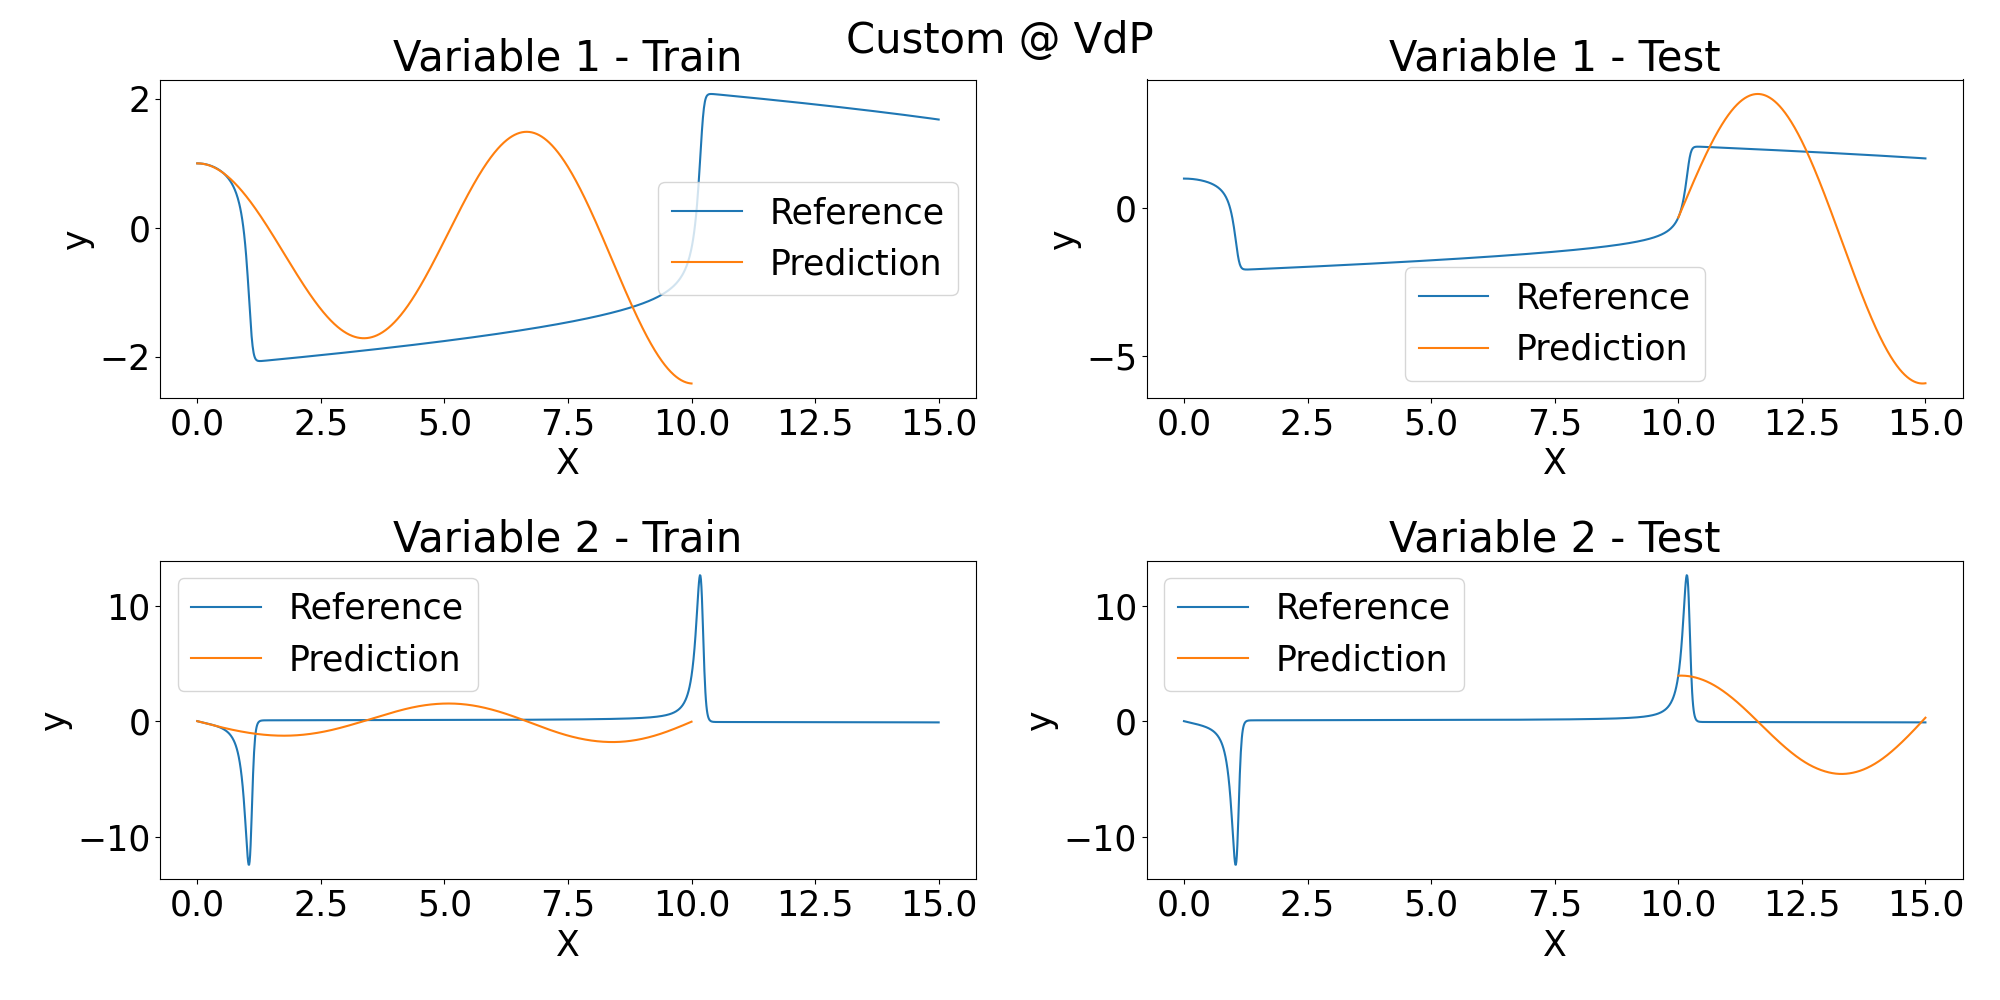 Custom @ VdP
Variable 1 - Train
2
0
−2
y
Reference
Prediction
0.0 2.5 5.0 7.5 10.0 12.5 15.0
X
Variable 1 - Test
0
−5
y
Reference
Prediction
0.0 2.5 5.0 7.5 10.0 12.5 15.0
X
Variable 2 - Train
10
0
−10
y
Reference
Prediction
0.0 2.5 5.0 7.5 10.0 12.5 15.0
X
Variable 2 - Test
10
0
−10
y
Reference
Prediction
0.0 2.5 5.0 7.5 10.0 12.5 15.0
X